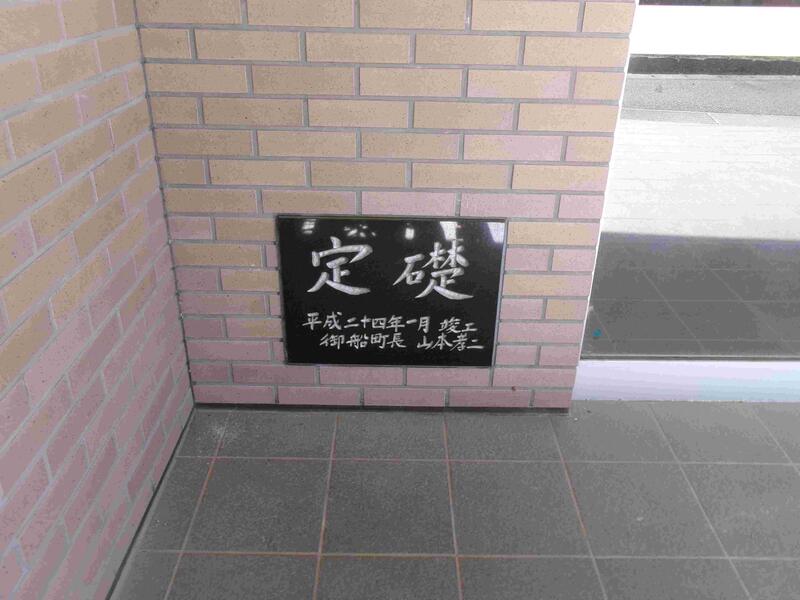 定礎
平成二十四年一月 竣工
御船町長 山本孝二